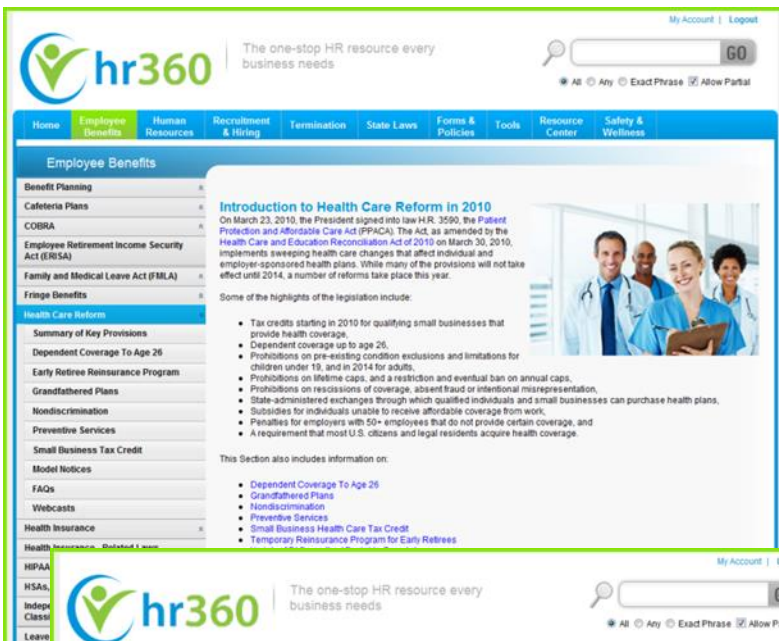 My Account | Logout
hr360
The one-stop HR resource every
business needs
GO
All Any Exact Phrase Allow Partial
Home
Employee
Benefits
Human
Resources
Recruitment
& Hiring
Termination
State Laws
Forms &
Policies
Tools
Resource
Center
Safety &
Wellness
Employee Benefits
Benefit Planning
Cafeteria Plans
COBRA
Employee Retirement Income Security
Act (ERISA)
Family and Medical Leave Act (FMLA)
Fringe Benefits
Health Care Reform
Summary of Key Provisions
Dependent Coverage To Age 26
Early Retiree Reinsurance Program
Grandfathered Plans
Nondiscrimination
Preventive Services
Small Business Tax Credit
Model Notices
FAQs
Webcasts
Health Insurance
Health Insurance - Related Laws
HIPAA
HSAs,
Leave
Introduction to Health Care Reform in 2010
On March 23, 2010, the President signed into law H.R. 3590, the Patient
Protection and Affordable Care Act (PPACA). The Act, as amended by the
Health Care and Education Reconciliation Act of 2010 on March 30, 2010,
implements sweeping health care changes that affect individual and
employer-sponsored health plans. While many of the provisions will not take
effect until 2014, a number of reforms take place this year.
Some of the highlights of the legislation include:
• Tax credits starting in 2010 for qualifying small businesses that
provide health coverage,
• Dependent coverage up to age 26,
• Prohibitions on pre-existing condition exclusions and limitations for
children under 19, and in 2014 for adults,
• Prohibitions on lifetime caps, and a restriction and eventual ban on annual caps,
• Prohibitions on rescissions of coverage, absent fraud or intentional misrepresentation,
• State-administered exchanges through which qualified individuals and small businesses can purchase health plans,
• Subsidies for individuals unable to receive affordable coverage from work,
• Penalties for employers with 50+ employees that do not provide certain coverage, and
• A requirement that most U.S. citizens and legal residents acquire health coverage.
This Section also includes information on:
• Dependent Coverage To Age 26
• Grandfathered Plans
• Nondiscrimination
• Preventive Services
• Small Business Health Care Tax Credit
• Temporary Reinsurance Program for Early Retirees
My Account |
hr360
The one-stop HR resource every
business needs
All Any Exact Phrase Allow P